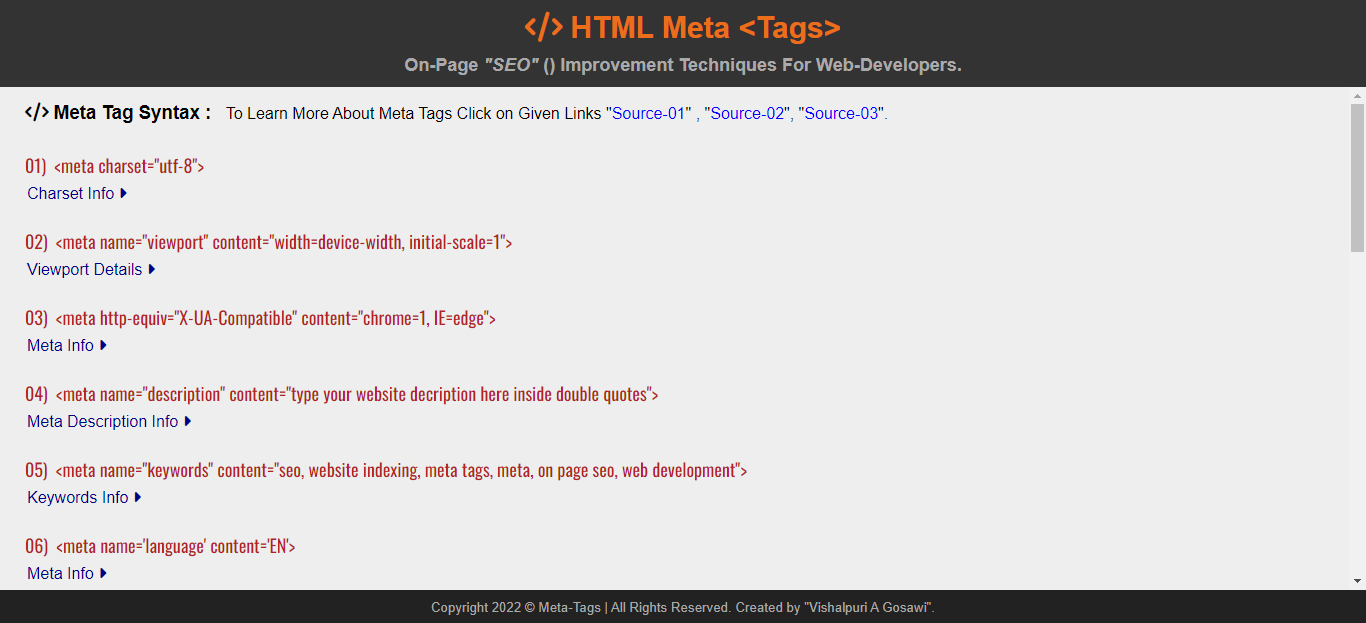 </> HTML Meta <Tags>
On-Page "SEO" () Improvement Techniques For Web-Developers.
</> Meta Tag Syntax : To Learn More About Meta Tags Click on Given Links "Source-01" , "Source-02", "Source-03".
01) <meta charset="utf-8">
Charset Info
02) <meta name="viewport" content="width=device-width, initial-scale=1">
Viewport Details
03) <meta http-equiv="X-UA-Compatible" content="chrome=1, IE=edge">
Meta Info
04) <meta name="description" content="type your website decription here inside double quotes">
Meta Description Info
05) <meta name="keywords" content="seo, website indexing, meta tags, meta, on page seo, web development">
Keywords Info
06) <meta name='language' content='EN'>
Meta Info
Copyright 2022 © Meta-Tags | All Rights Reserved. Created by "Vishalpuri A Gosawi".